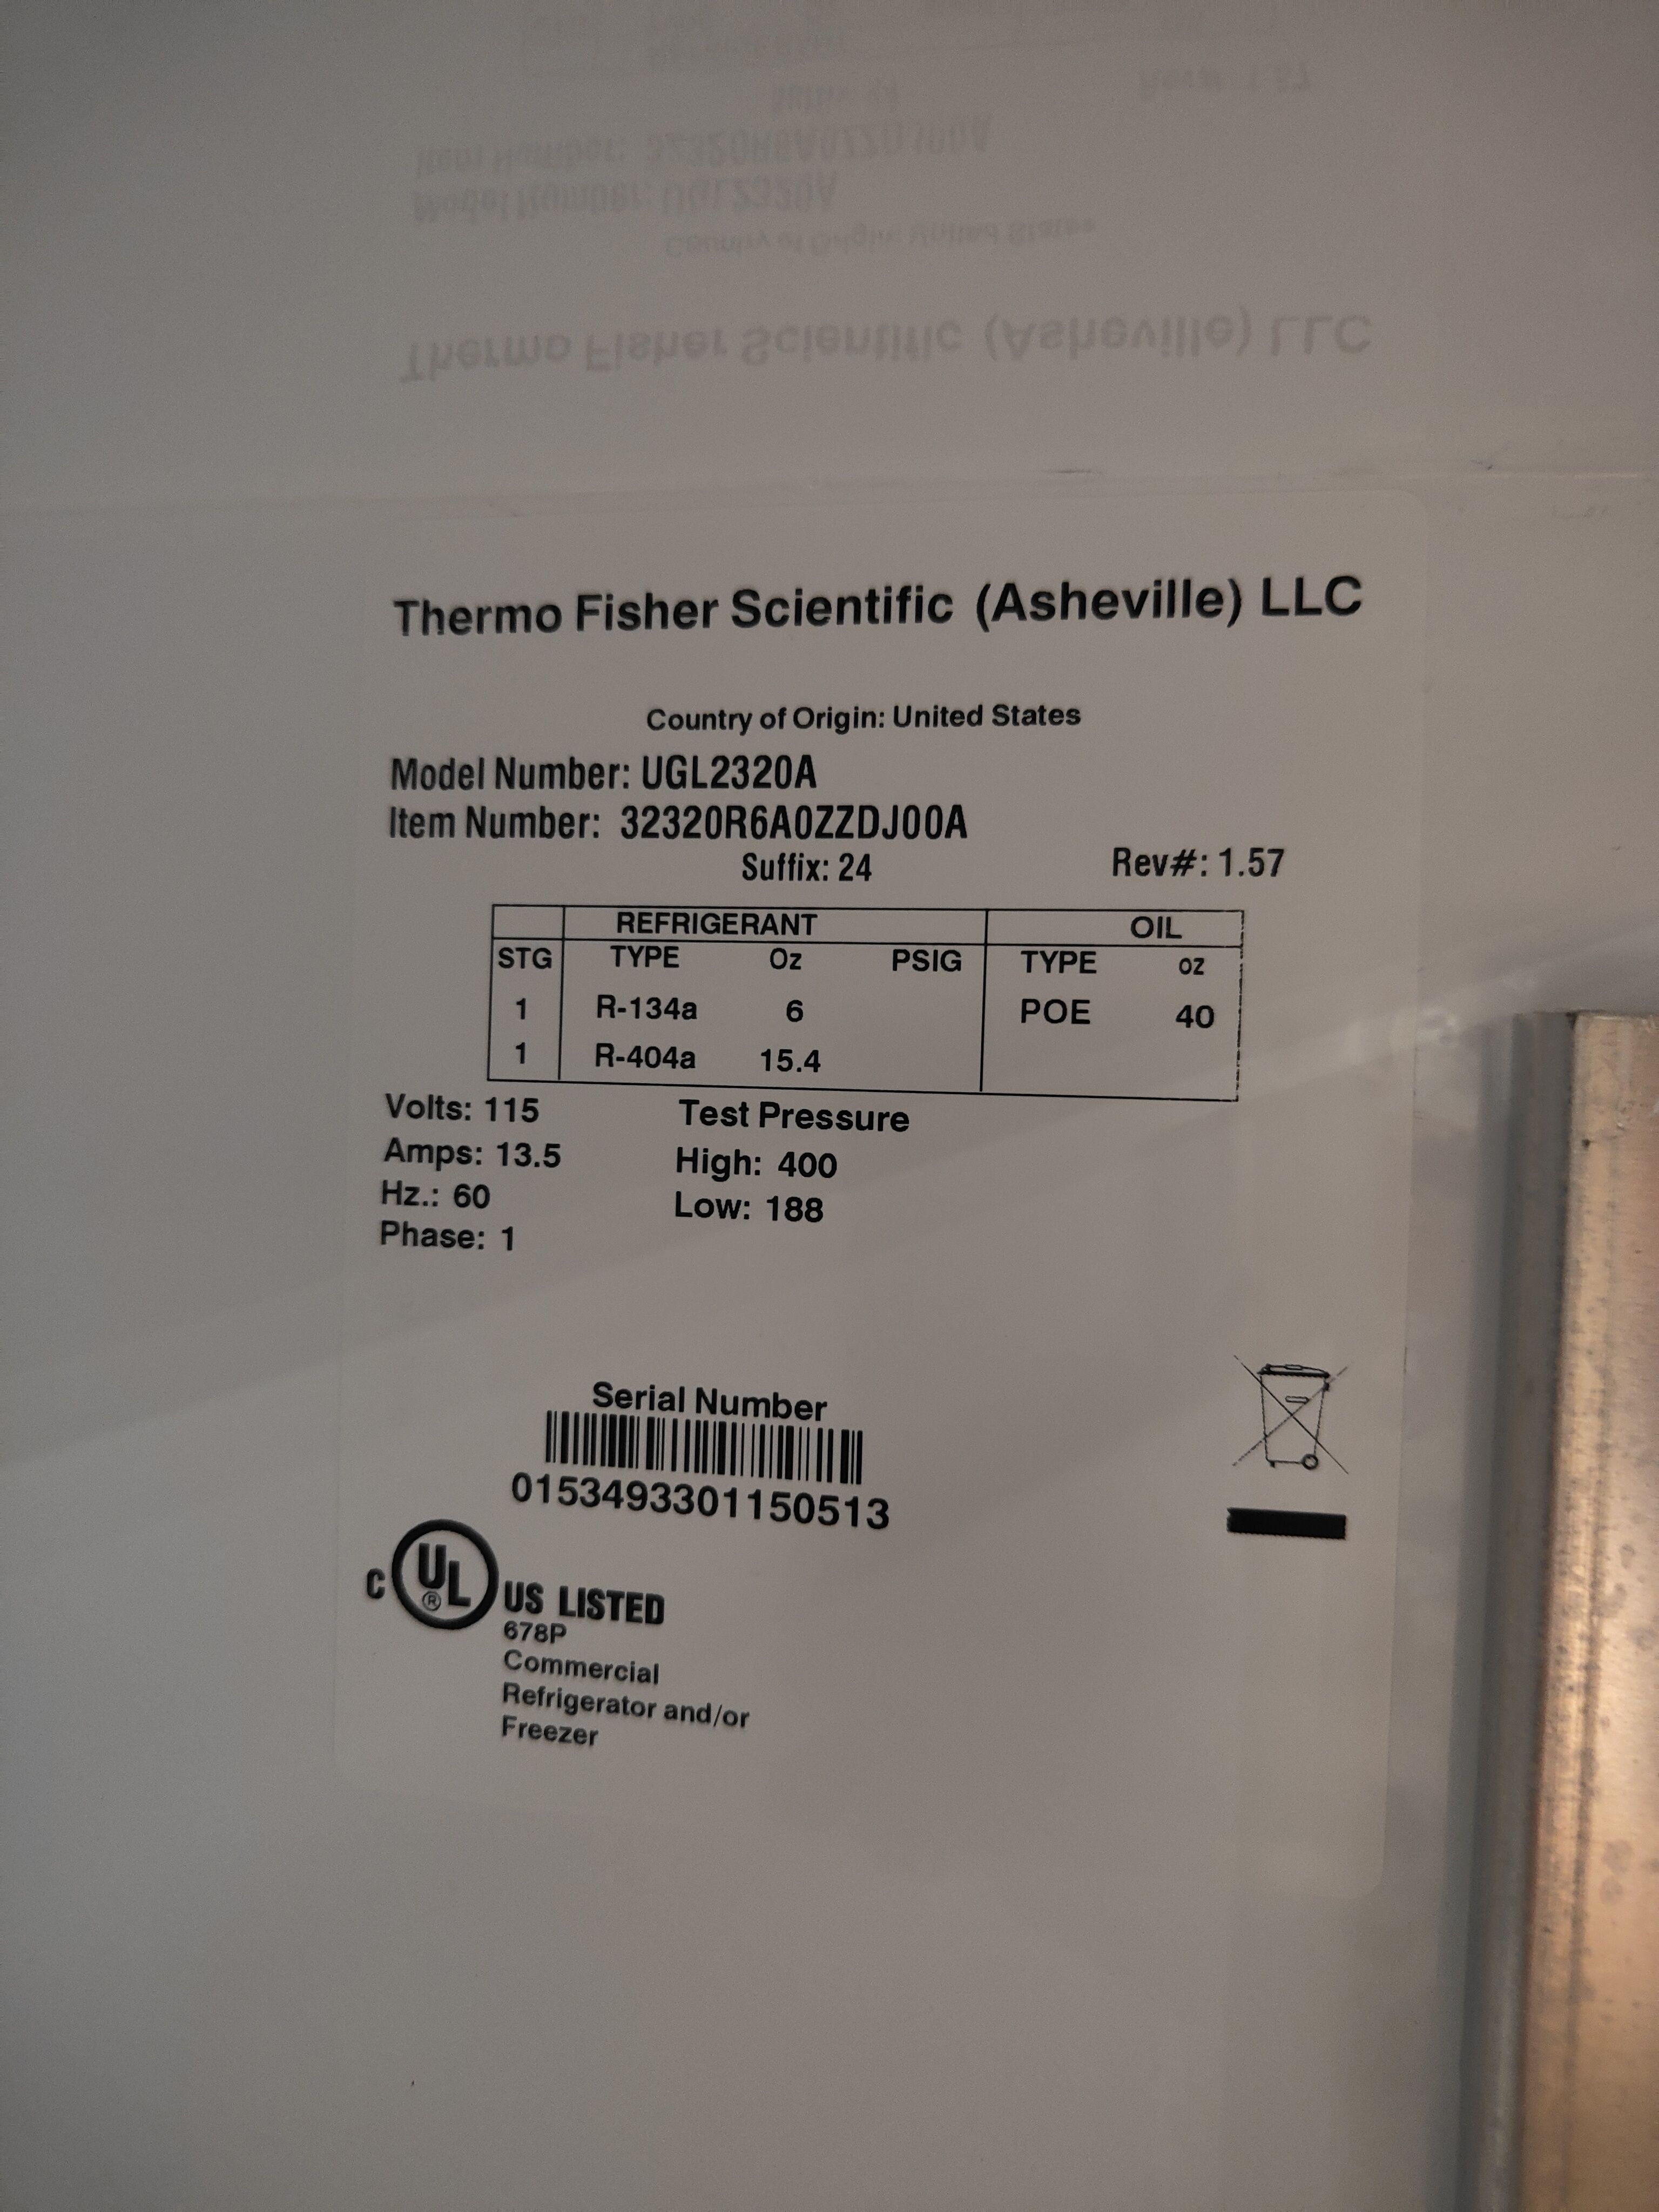 Thermo Fisher Scientific (Asheville) LLC
Country of Origin: United States
Model Number: UGL2320A
Item Number: 32320R6A0ZZDJ00A
Suffix: 24 Rev#: 1.57
REFRIGERANT OIL
STG TYPE Oz PSIG TYPE oz
1 R-134a 6 POE 40
1 R-404a 15.4
Volts: 115 Test Pressure
Amps: 13.5 High: 400
Hz.: 60 Low: 188
Phase: 1
Serial Number
0153493301150513
C UL ® US LISTED
678P
Commercial
Refrigerator and/or
Freezer